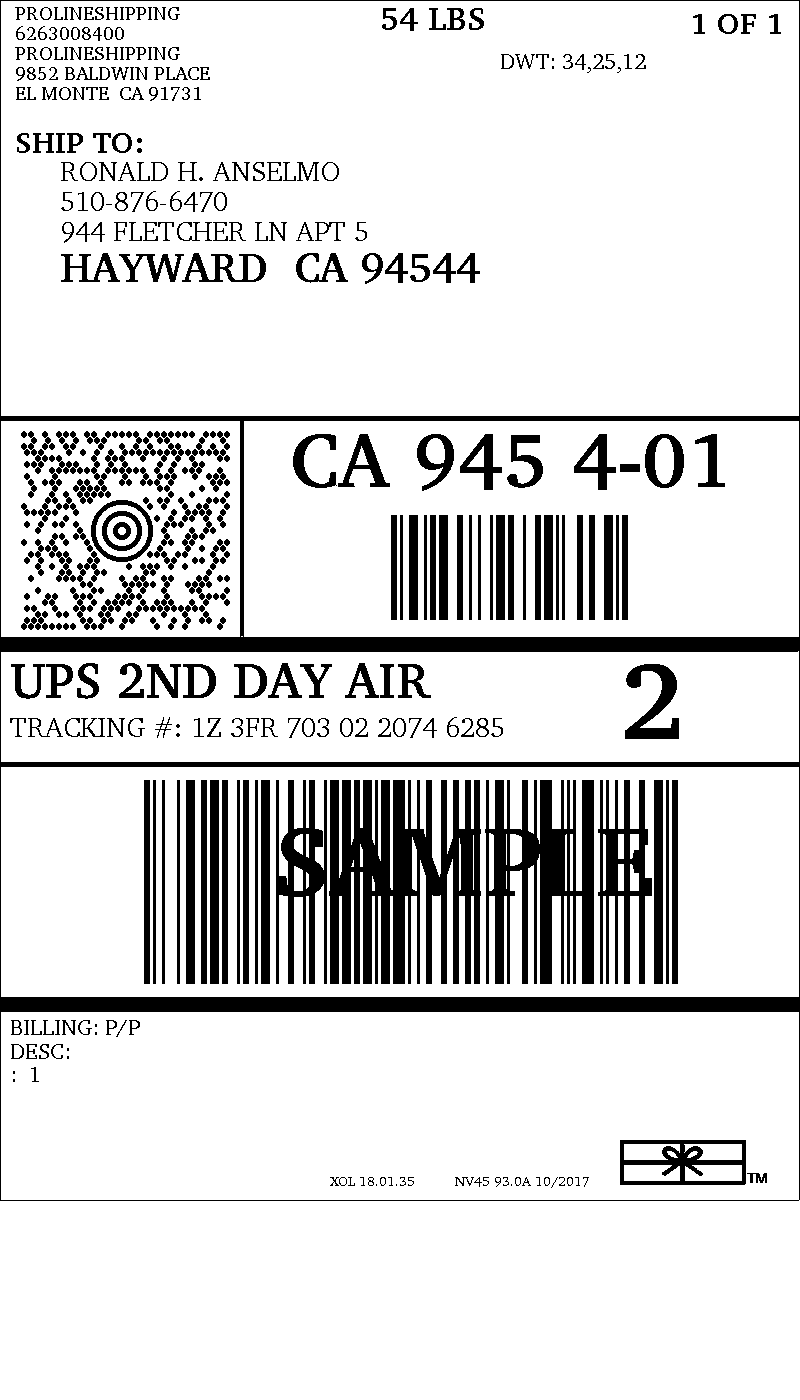 PROLINESHIPPING
6263008400
PROLINESHIPPING
9852 BALDWIN PLACE
EL MONTE  CA 91731
54 LBS
1 OF 1
DWT: 34,25,12
SHIP TO:
RONALD H. ANSELMO
510-876-6470
944 FLETCHER LN APT 5
HAYWARD  CA 94544
CA 945 4-01
UPS 2ND DAY AIR
2
TRACKING #: 1Z 3FR 703 02 2074 6285
SAMPLE
BILLING: P/P
DESC:
:  1
XOL 18.01.35
NV45 93.0A 10/2017
TM